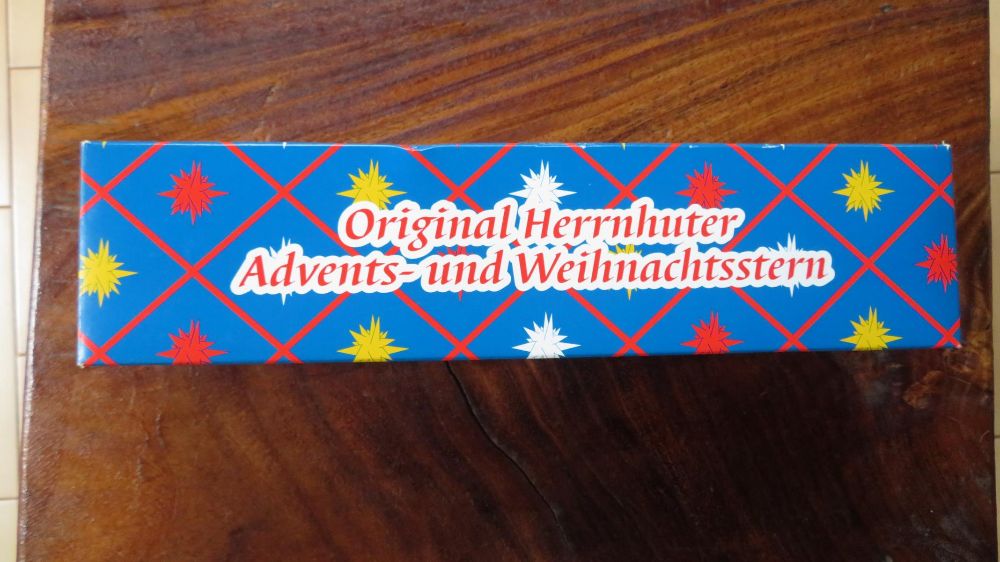 Original Herrnhuter
Advents- und Weihnachtsstern